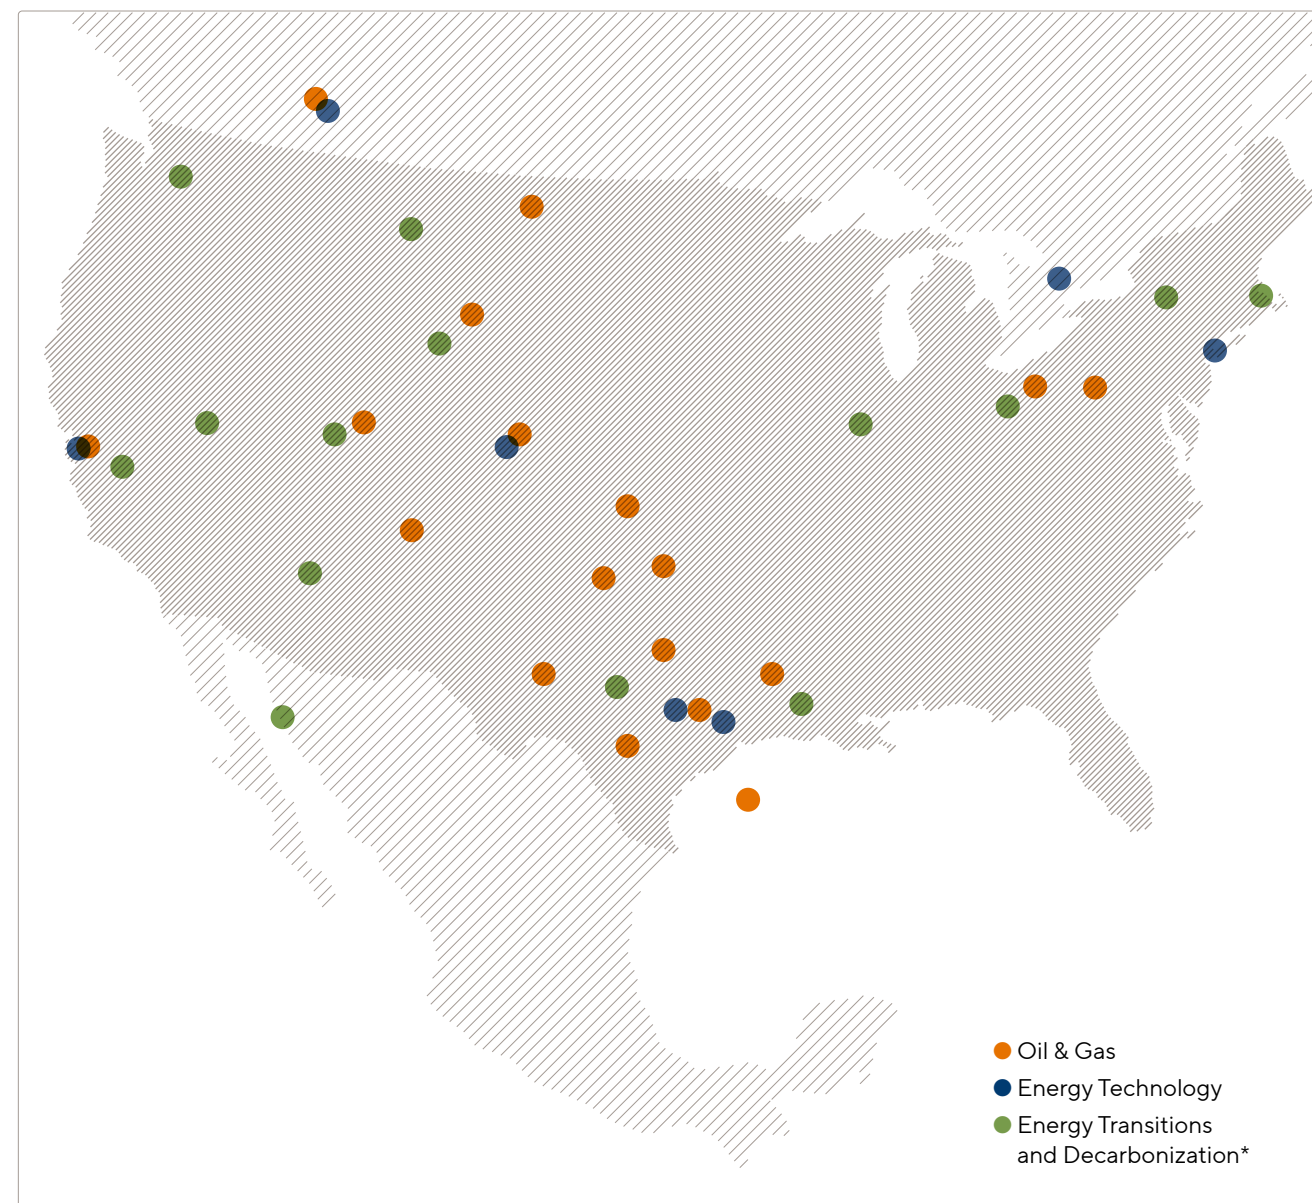 Oil & Gas
Energy Technology
Energy Transitions
and Decarbonization*